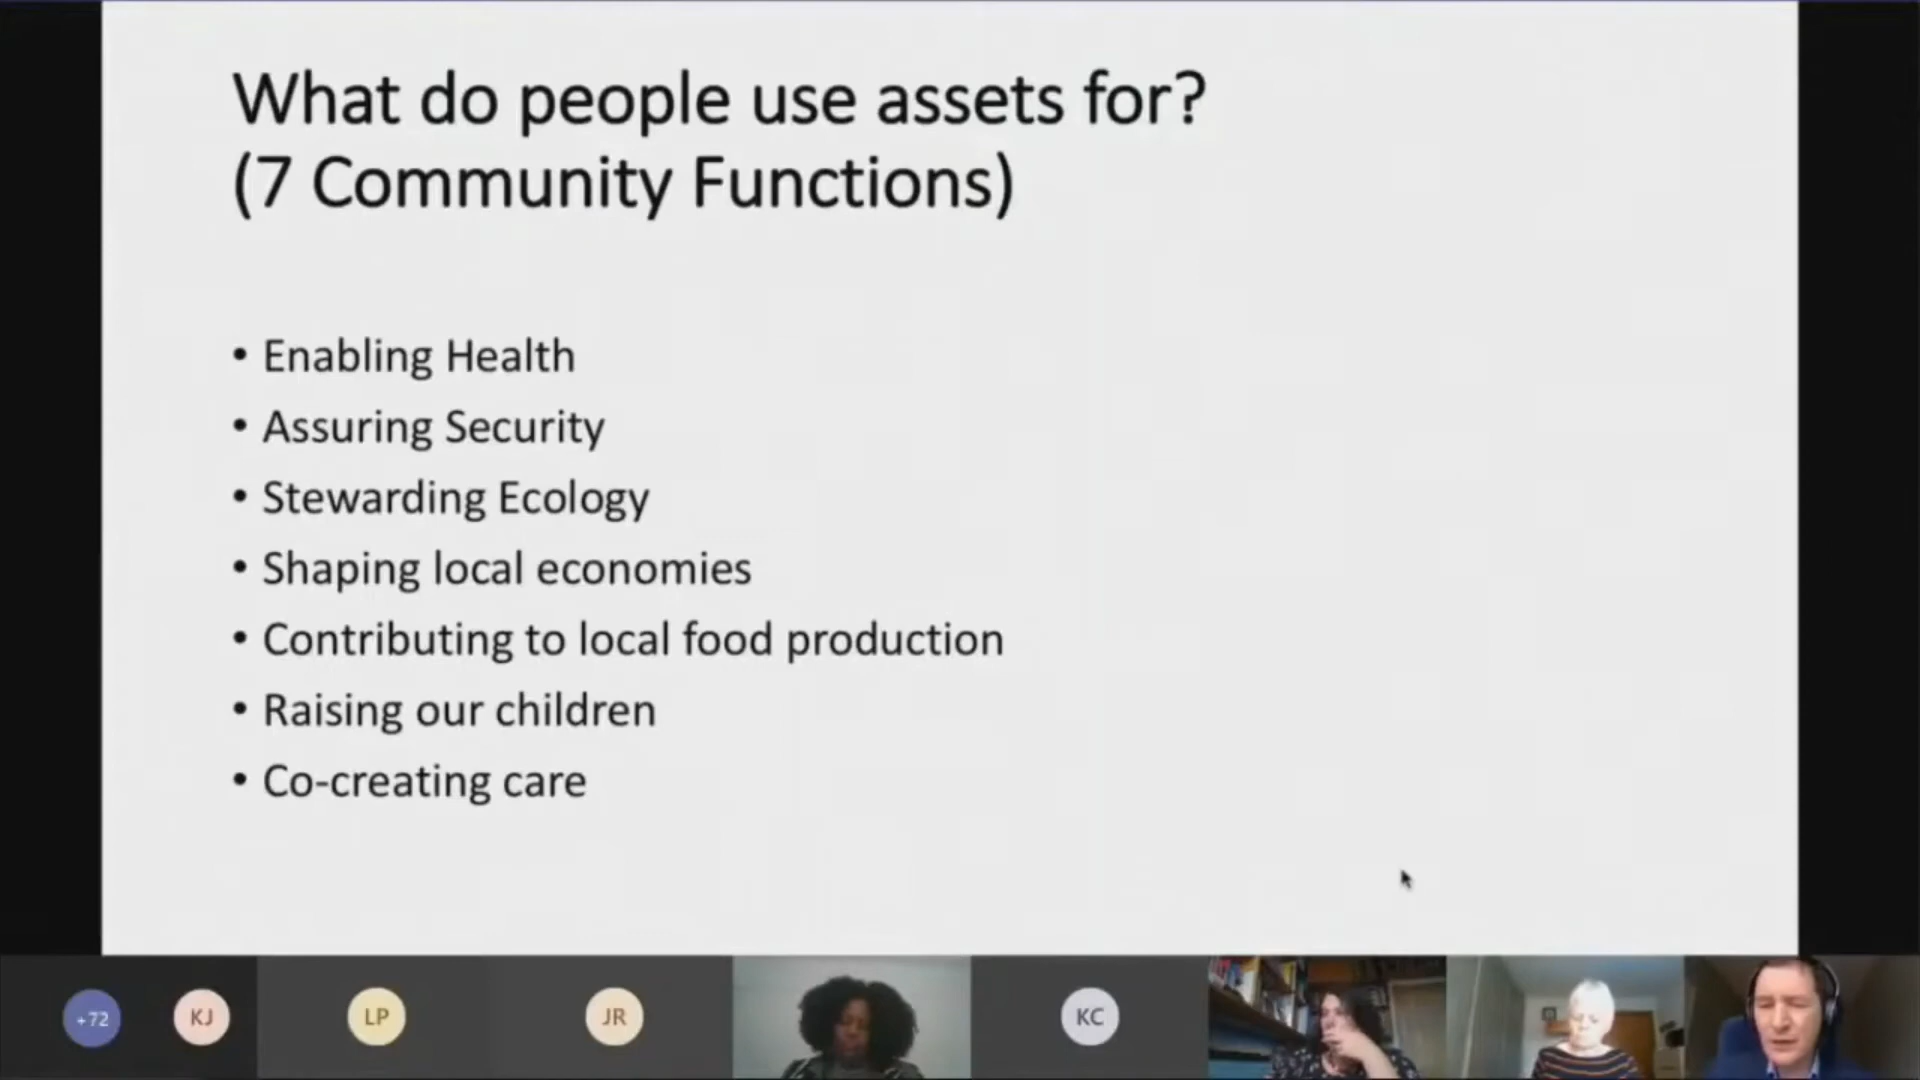 What do people use assets for?
(7 Community Functions)
• Enabling Health
• Assuring Security
• Stewarding Ecology
• Shaping local economies
• Contributing to local food production
• Raising our children
• Co-creating care
+72
KJ
LP
JR
KC